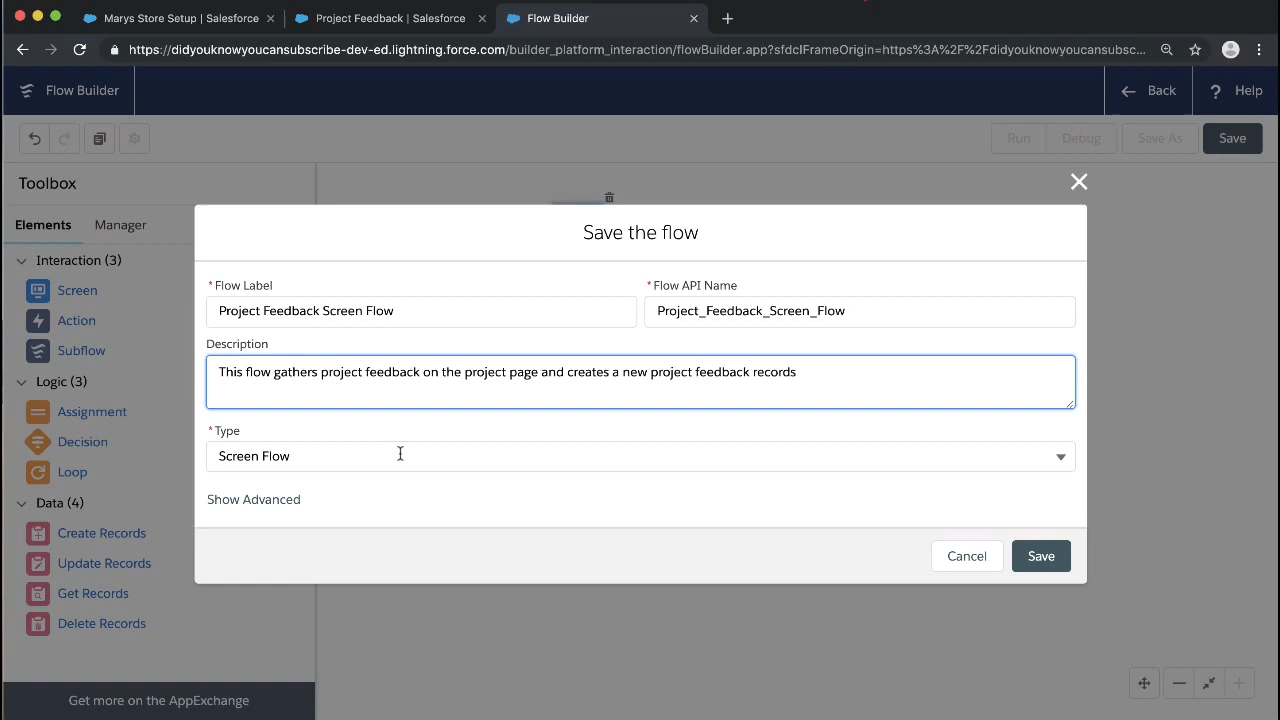 Marys Store Setup | Salesforce
Project Feedback | Salesforce
Flow Builder
https://didyouknowyoucansubscribe-dev-ed.lightning.force.com/builder_platform_interaction/flowBuilder.app?sfdcIFrameOrigin=https%3A%2F%2Fdidyouknowyoucansubsc...
Flow Builder
Back
? Help
Run
Debug
Save As
Save
Toolbox
Elements
Manager
Interaction (3)
Screen
Action
Subflow
Logic (3)
Assignment
Decision
Loop
Data (4)
Create Records
Update Records
Get Records
Delete Records
Get more on the AppExchange
Save the flow
* Flow Label
Project Feedback Screen Flow
* Flow API Name
Project_Feedback_Screen_Flow
Description
This flow gathers project feedback on the project page and creates a new project feedback records
* Type
Screen Flow
Show Advanced
Cancel
Save